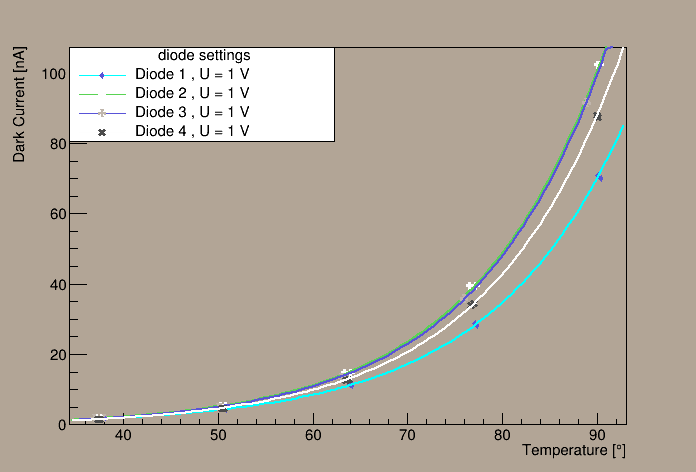 Dark Current [nA]
diode settings
Diode 1 , U = 1 V
Diode 2 , U = 1 V
Diode 3 , U = 1 V
Diode 4 , U = 1 V
100
80
60
40
20
0
40 50 60 70 80 90
Temperature [°]